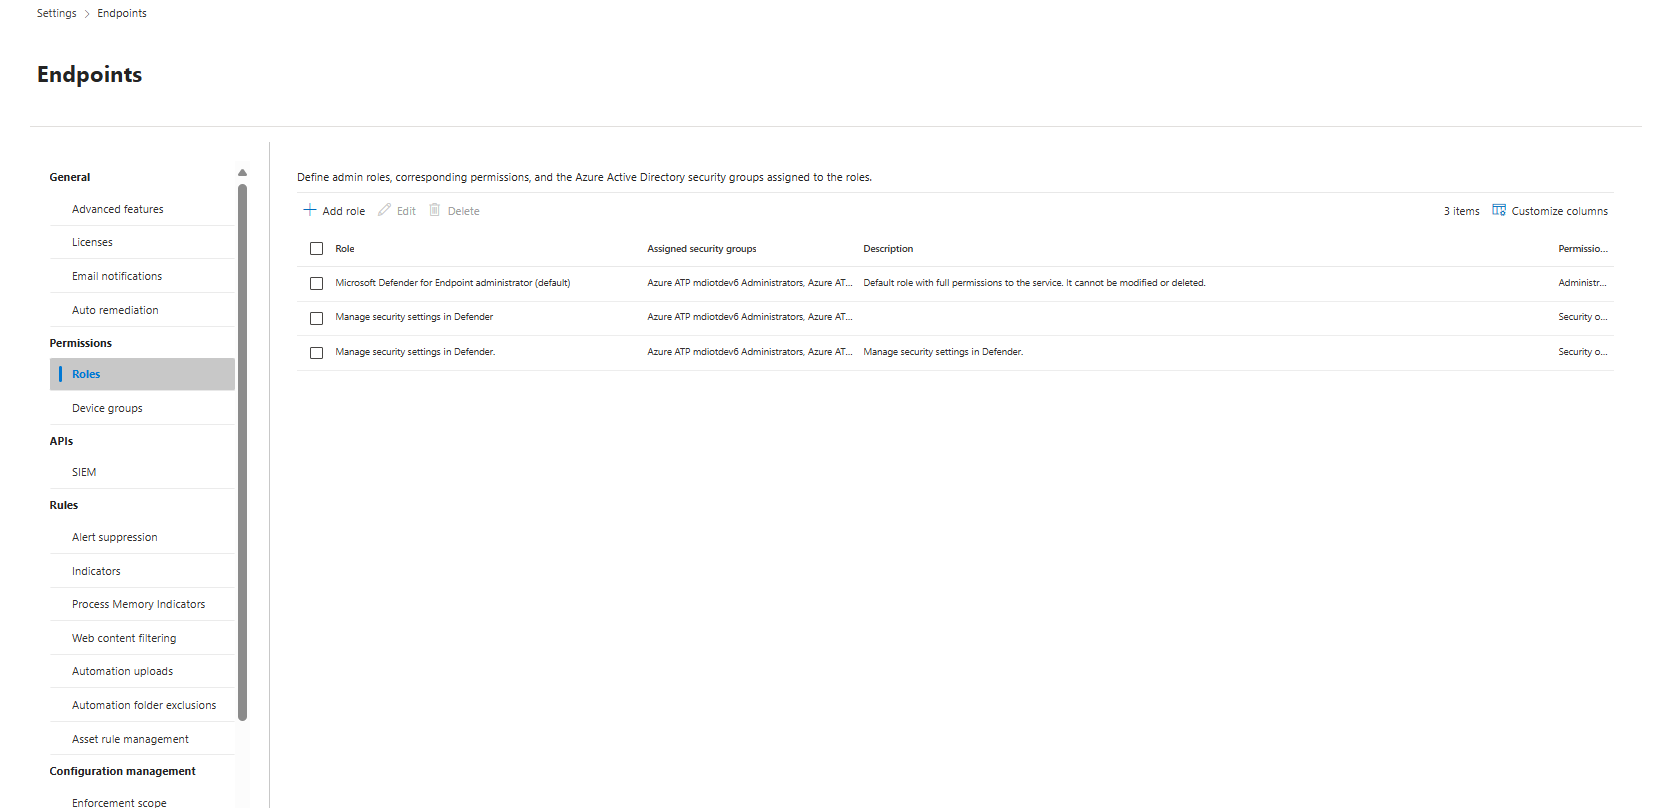 Settings > Endpoints
Endpoints
General
Advanced features
Licenses
Email notifications
Auto remediation
Permissions
Roles
Device groups
APIs
SIEM
Rules
Alert suppression
Indicators
Process Memory Indicators
Web content filtering
Automation uploads
Automation folder exclusions
Asset rule management
Configuration management
Enforcement scope
Define admin roles, corresponding permissions, and the Azure Active Directory security groups assigned to the roles.
Add role Edit Delete 3 items Customize columns
Role Assigned security groups Description Permissio...
Microsoft Defender for Endpoint administrator (default) Azure ATP mdiotdev6 Administrators, Azure AT... Default role with full permissions to the service. It cannot be modified or deleted. Administr...
Manage security settings in Defender Azure ATP mdiotdev6 Administrators, Azure AT... Security o...
Manage security settings in Defender. Azure ATP mdiotdev6 Administrators, Azure AT... Manage security settings in Defender. Security o...